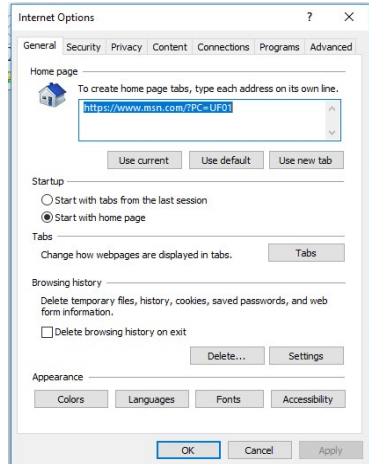 Internet Options ? X
General Security Privacy Content Connections Programs Advanced
Home page
To create home page tabs, type each address on its own line.
https://www.msn.com/?PC=UF01
Use current Use default Use new tab
Startup
Start with tabs from the last session
Start with home page
Tabs
Change how webpages are displayed in tabs. Tabs
Browsing history
Delete temporary files, history, cookies, saved passwords, and web
form information.
Delete browsing history on exit
Delete... Settings
Appearance
Colors Languages Fonts Accessibility
OK Cancel Apply